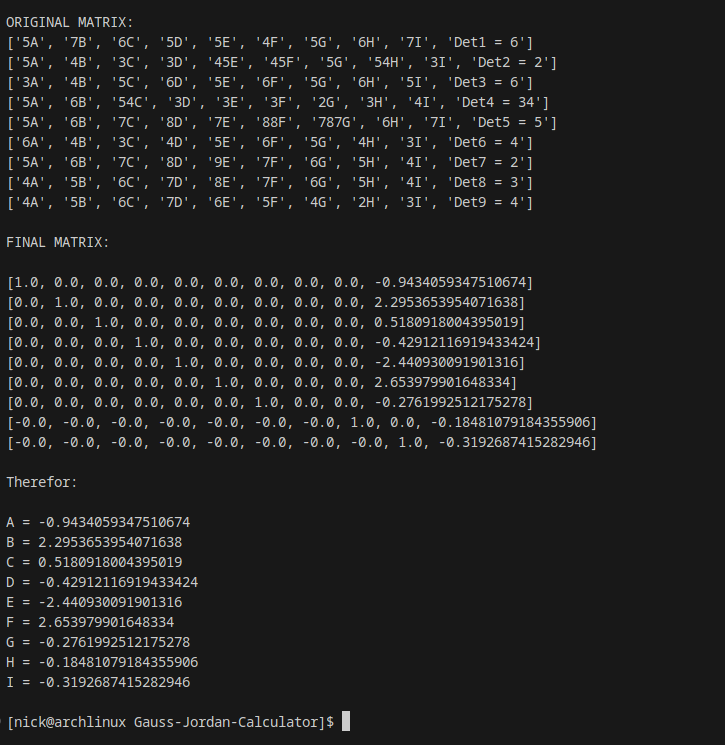 ORIGINAL MATRIX:
['5A', '7B', '6C', '5D', '5E', '4F', '5G', '6H', '7I', 'Det1 = 6']
['5A', '4B', '3C', '3D', '45E', '45F', '5G', '54H', '3I', 'Det2 = 2']
['3A', '4B', '5C', '6D', '5E', '6F', '5G', '6H', '5I', 'Det3 = 6']
['5A', '6B', '54C', '3D', '3E', '3F', '2G', '3H', '4I', 'Det4 = 34']
['5A', '6B', '7C', '8D', '7E', '88F', '787G', '6H', '7I', 'Det5 = 5']
['6A', '4B', '3C', '4D', '5E', '6F', '5G', '4H', '3I', 'Det6 = 4']
['5A', '6B', '7C', '8D', '9E', '7F', '6G', '5H', '4I', 'Det7 = 2']
['4A', '5B', '6C', '7D', '8E', '7F', '6G', '5H', '4I', 'Det8 = 3']
['4A', '5B', '6C', '7D', '6E', '5F', '4G', '2H', '3I', 'Det9 = 4']
FINAL MATRIX:
[1.0, 0.0, 0.0, 0.0, 0.0, 0.0, 0.0, 0.0, 0.0, -0.9434059347510674]
[0.0, 1.0, 0.0, 0.0, 0.0, 0.0, 0.0, 0.0, 0.0, 2.2953653954071638]
[0.0, 0.0, 1.0, 0.0, 0.0, 0.0, 0.0, 0.0, 0.0, 0.5180918004395019]
[0.0, 0.0, 0.0, 1.0, 0.0, 0.0, 0.0, 0.0, 0.0, -0.42912116919433424]
[0.0, 0.0, 0.0, 0.0, 1.0, 0.0, 0.0, 0.0, 0.0, -2.440930091901316]
[0.0, 0.0, 0.0, 0.0, 0.0, 1.0, 0.0, 0.0, 0.0, 2.653979901648334]
[0.0, 0.0, 0.0, 0.0, 0.0, 0.0, 1.0, 0.0, 0.0, -0.2761992512175278]
[-0.0, -0.0, -0.0, -0.0, -0.0, -0.0, -0.0, 1.0, 0.0, -0.18481079184355906]
[-0.0, -0.0, -0.0, -0.0, -0.0, -0.0, -0.0, -0.0, 1.0, -0.3192687415282946]
Therefor:
A = -0.9434059347510674
B = 2.2953653954071638
C = 0.5180918004395019
D = -0.42912116919433424
E = -2.440930091901316
F = 2.653979901648334
G = -0.2761992512175278
H = -0.18481079184355906
I = -0.3192687415282946
[nick@archlinux Gauss-Jordan-Calculator]$